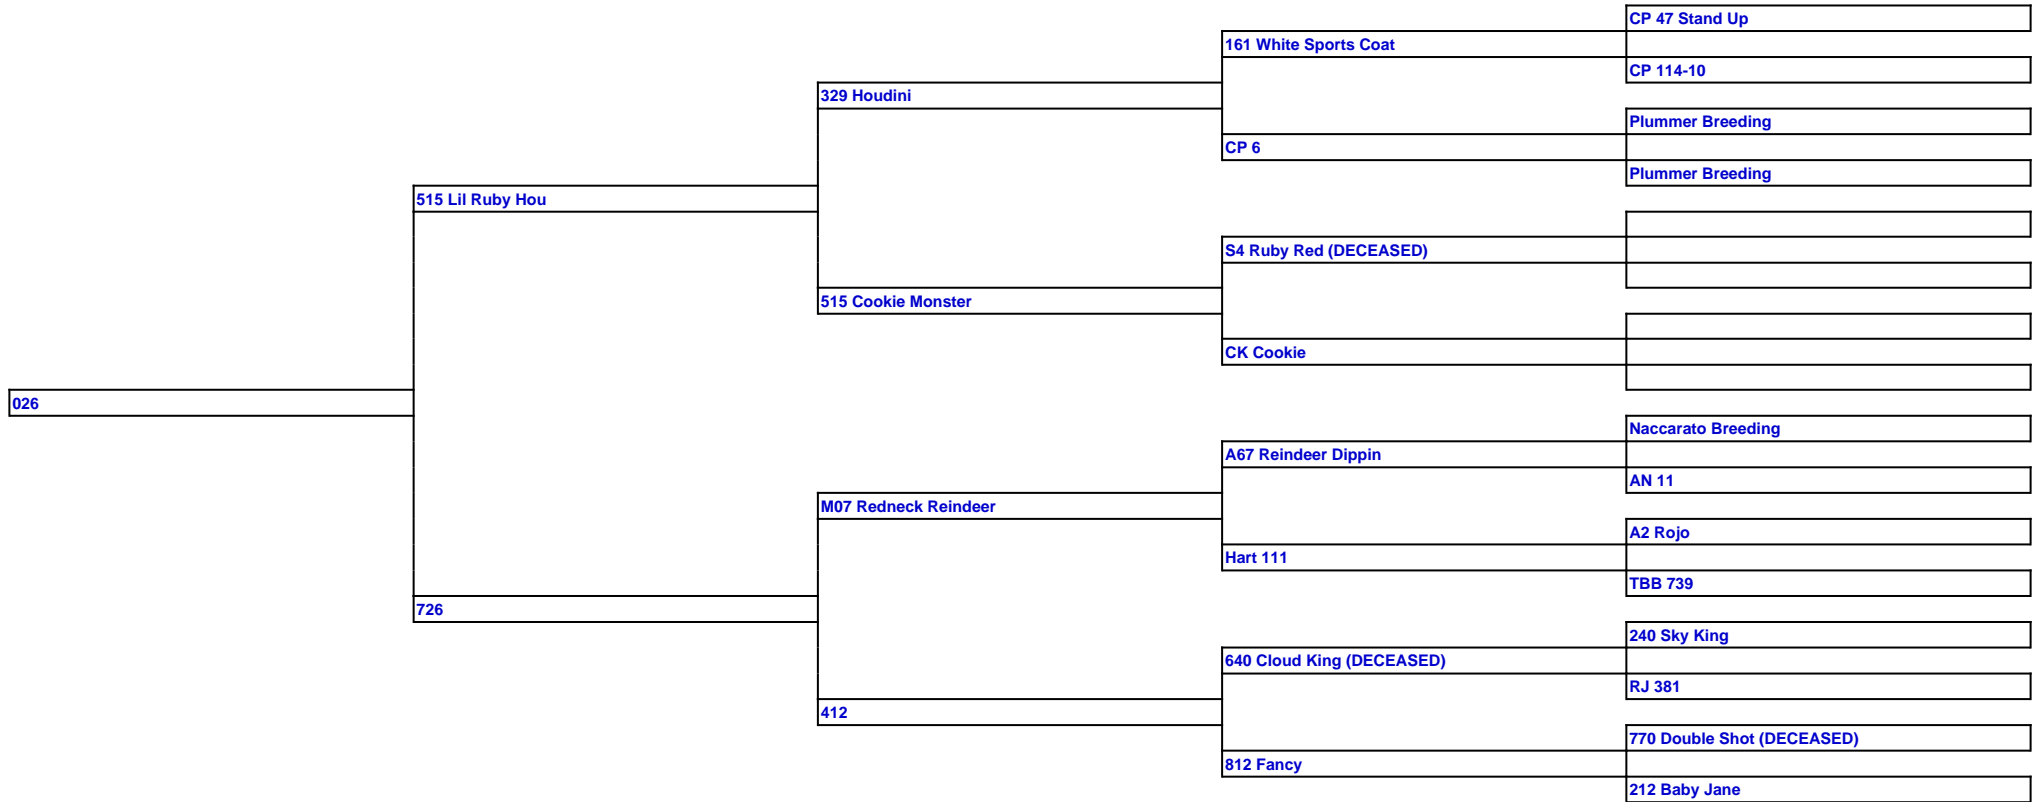 CP 47 Stand Up
161 White Sports Coat
CP 114-10
329 Houdini
Plummer Breeding
CP 6
Plummer Breeding
515 Lil Ruby Hou
S4 Ruby Red (DECEASED)
515 Cookie Monster
CK Cookie
026
Naccarato Breeding
A67 Reindeer Dippin
AN 11
M07 Redneck Reindeer
A2 Rojo
Hart 111
TBB 739
726
240 Sky King
640 Cloud King (DECEASED)
RJ 381
412
770 Double Shot (DECEASED)
812 Fancy
212 Baby Jane